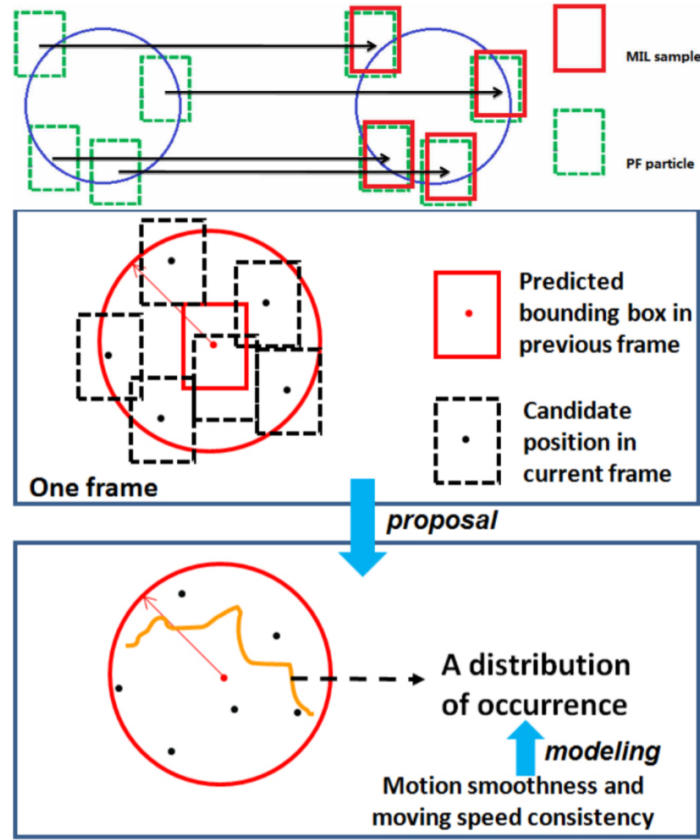 MIL sample
PF particle
Predicted
bounding box in
previous frame
Candidate
position in
current frame
One frame
proposal
A distribution
of occurrence
modeling
Motion smoothness and
moving speed consistency